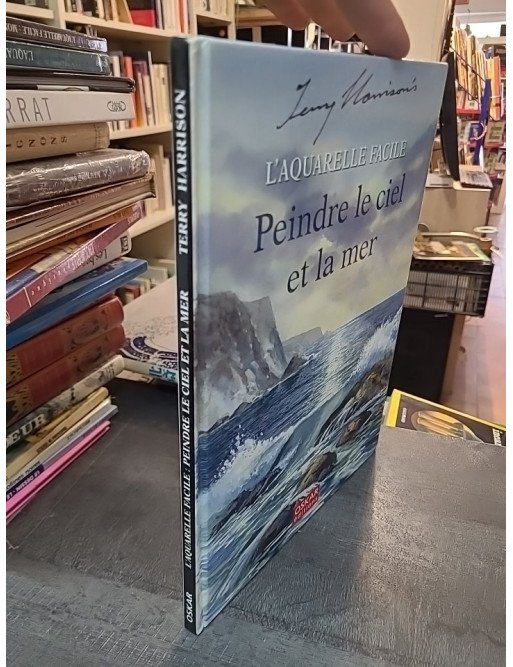 Terry Harrison's
L'AQUARELLE FACILE
Peindre le ciel
et la mer
OSKAR
OSKAR L'AQUARELLE FACILE : PEINDRE LE CIEL ET LA MER TERRY HARRISON